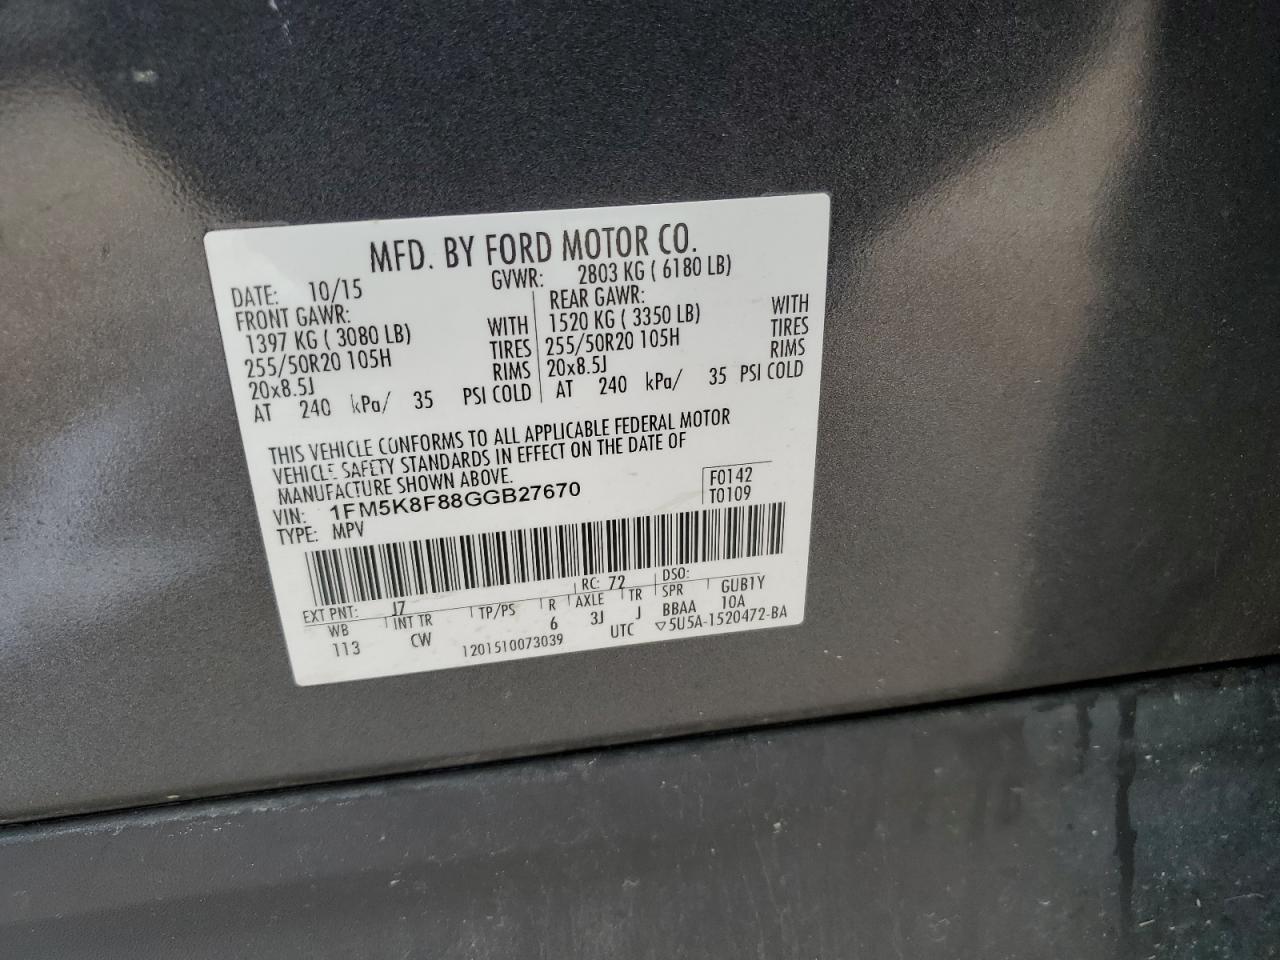 MFD. BY FORD MOTOR CO.
DATE: 10/15 GVWR: 2803 KG ( 6180 LB)
FRONT GAWR: REAR GAWR:
1397 KG ( 3080 LB) WITH 1520 KG ( 3350 LB) WITH
255/50R20 105H TIRES 255/50R20 105H TIRES
20x8.5J RIMS 20x8.5J RIMS
AT 240 kPa/ 35 PSI COLD AT 240 kPa/ 35 PSI COLD
THIS VEHICLE CONFORMS TO ALL APPLICABLE FEDERAL MOTOR
VEHICLE SAFETY STANDARDS IN EFFECT ON THE DATE OF
MANUFACTURE SHOWN ABOVE.
VIN: 1FM5K8F88GGB27670 F0142
TYPE: MPV T0109
EXT PNT: J7 RC: 72 DSO:
WB INT TR TP/PS R AXLE TR SPR GUB1Y
113 CW 6 3J J BBAA 10A
1201510073039 UTC ▽5U5A-1520472-BA